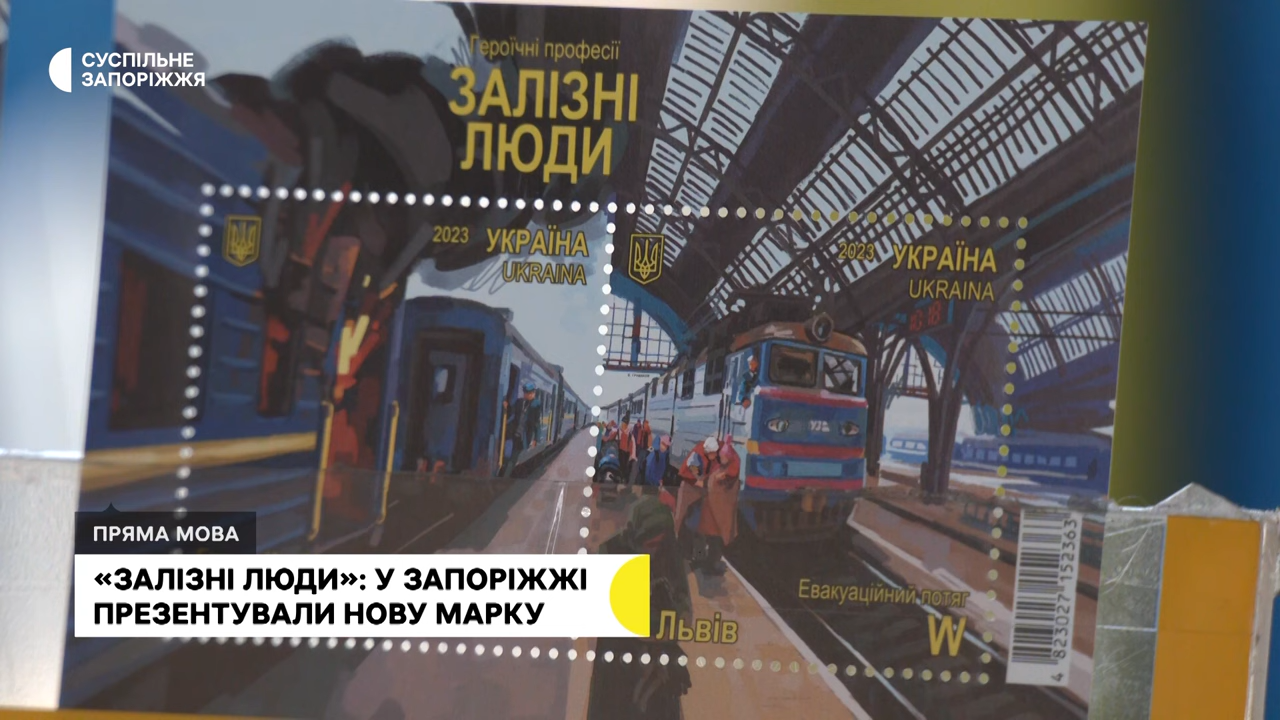 СУСПІЛЬНЕ
ЗАПОРІЖЖЯ
Героїчні професії
ЗАЛІЗНІ
ЛЮДИ
2023 УКРАЇНА
UKRAINA
2023 УКРАЇНА
UKRAINA
Евакуаційний потяг
Львів
W
4 823027 152363
ПРЯМА МОВА
«ЗАЛІЗНІ ЛЮДИ»: У ЗАПОРІЖЖІ
ПРЕЗЕНТУВАЛИ НОВУ МАРКУ